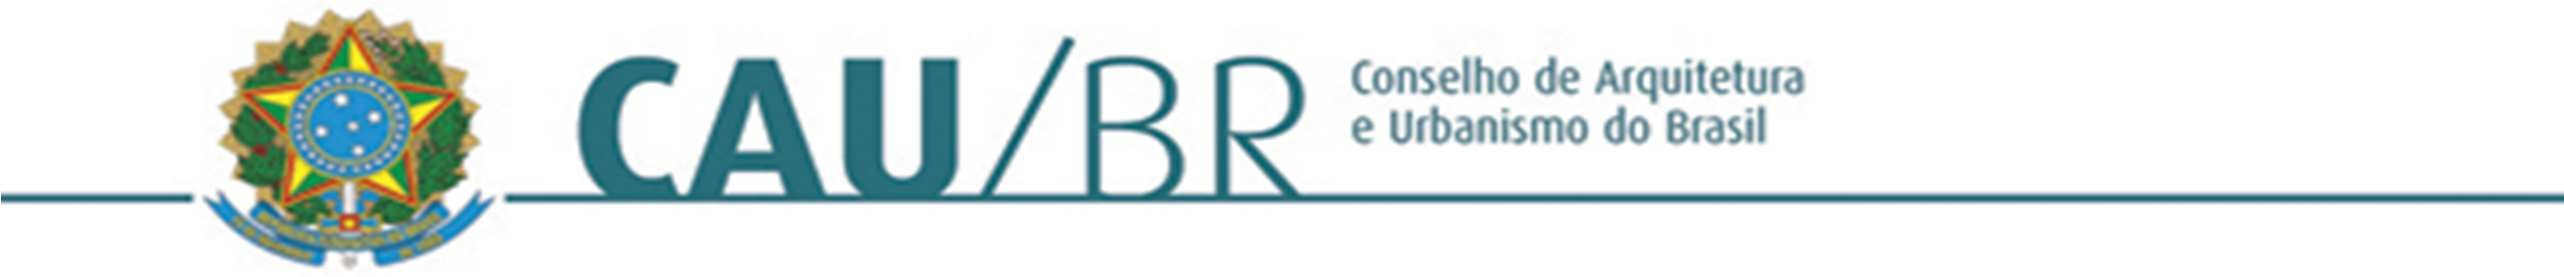 CAU/BR
Conselho de Arquitetura
e Urbanismo do Brasil